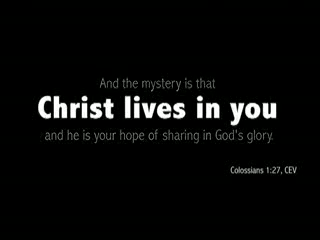 And the mystery is that
Christ lives in you
and he is your hope of sharing in God's glory.
Colossians 1:27, CEV